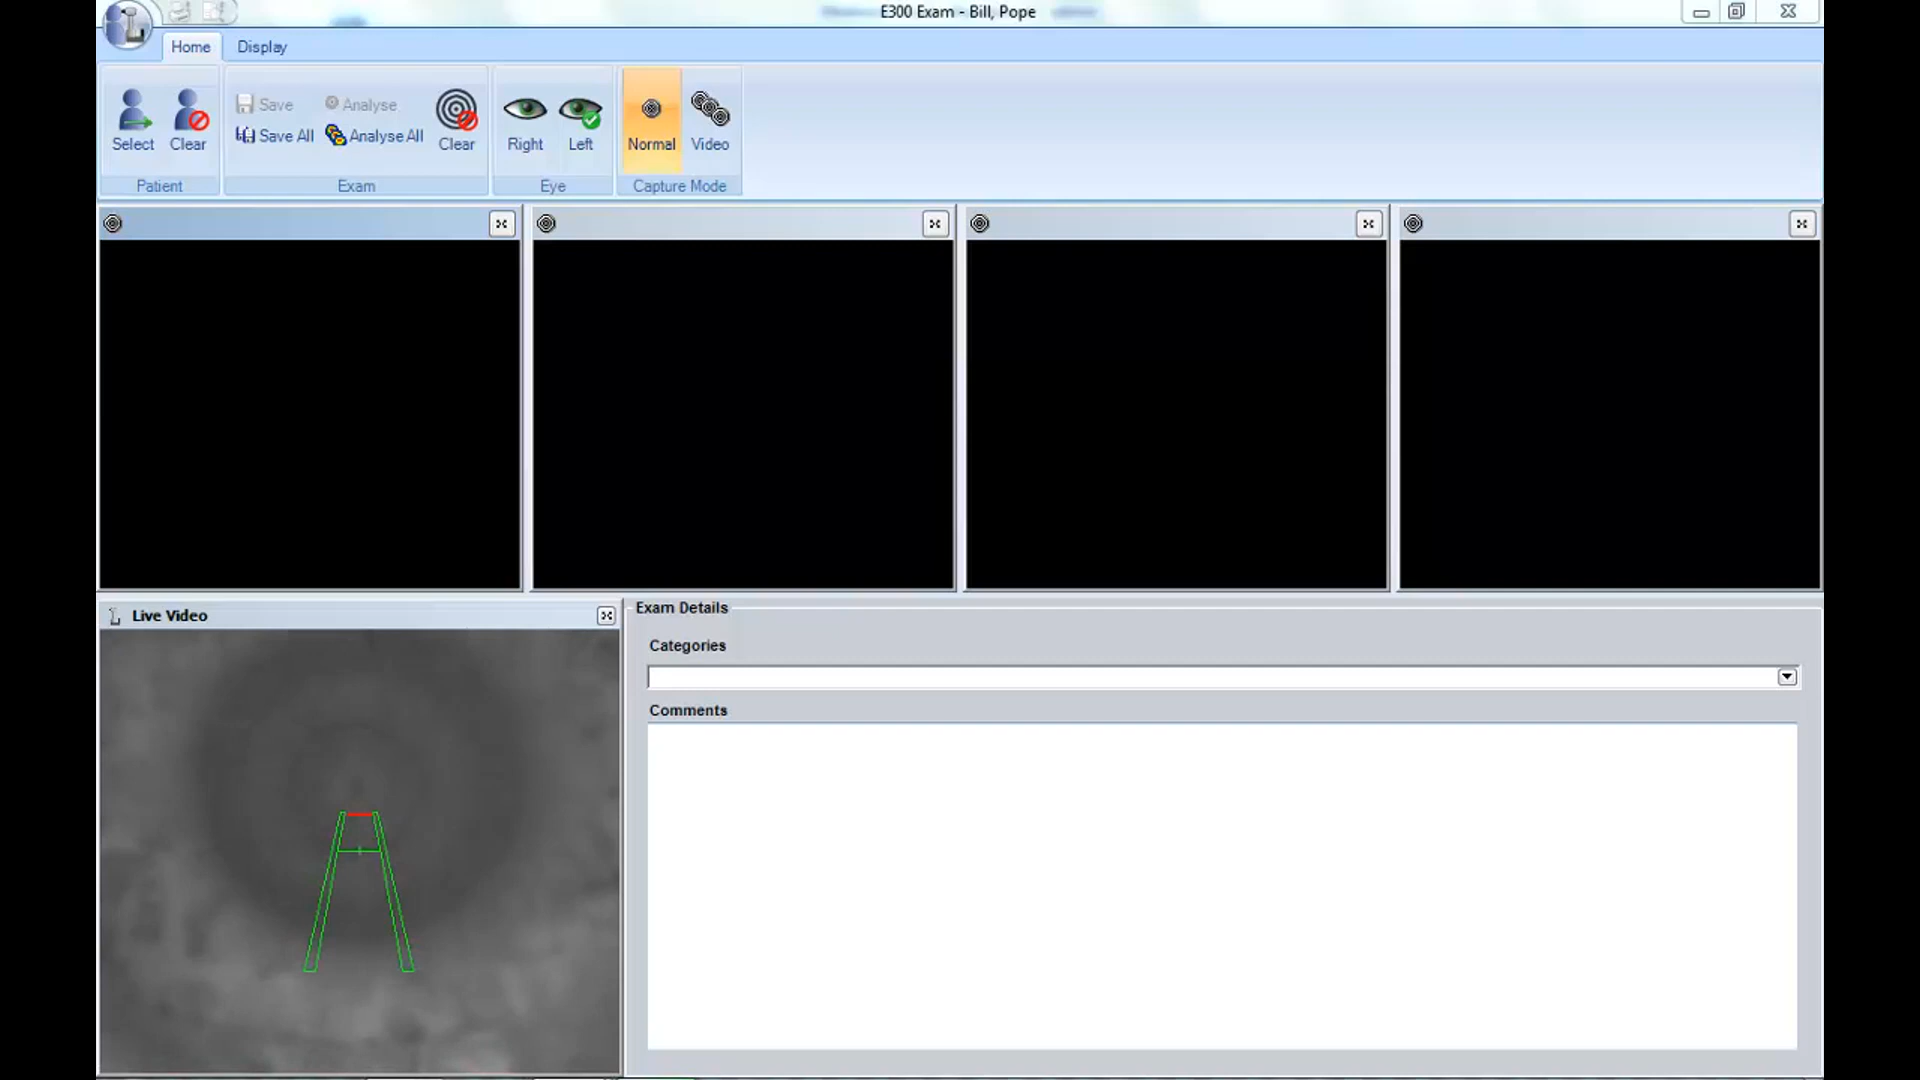 E300 Exam - Bill, Pope
Home Display
Save Analyse
Save All Analyse All
Select Clear Clear Right Left Normal Video
Patient Exam Eye Capture Mode
Live Video
Exam Details
Categories
Comments